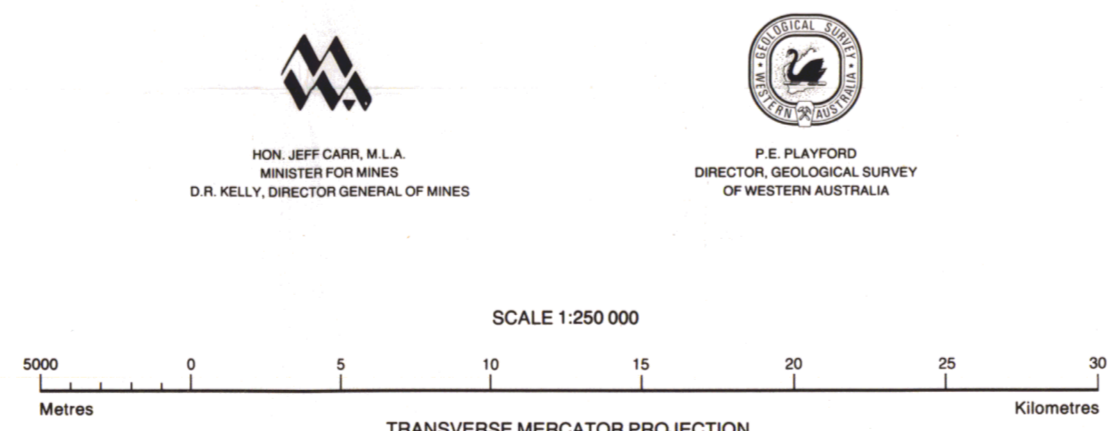 GEOLOGICAL SURVEY
WESTERN AUSTRALIA
HON. JEFF CARR, M.L.A.
MINISTER FOR MINES
D.R. KELLY, DIRECTOR GENERAL OF MINES
P.E. PLAYFORD
DIRECTOR, GEOLOGICAL SURVEY
OF WESTERN AUSTRALIA
SCALE 1:250 000
5000 0 5 10 15 20 25 30
Metres Kilometres
TRANSVERSE MERCATOR PROJECTION